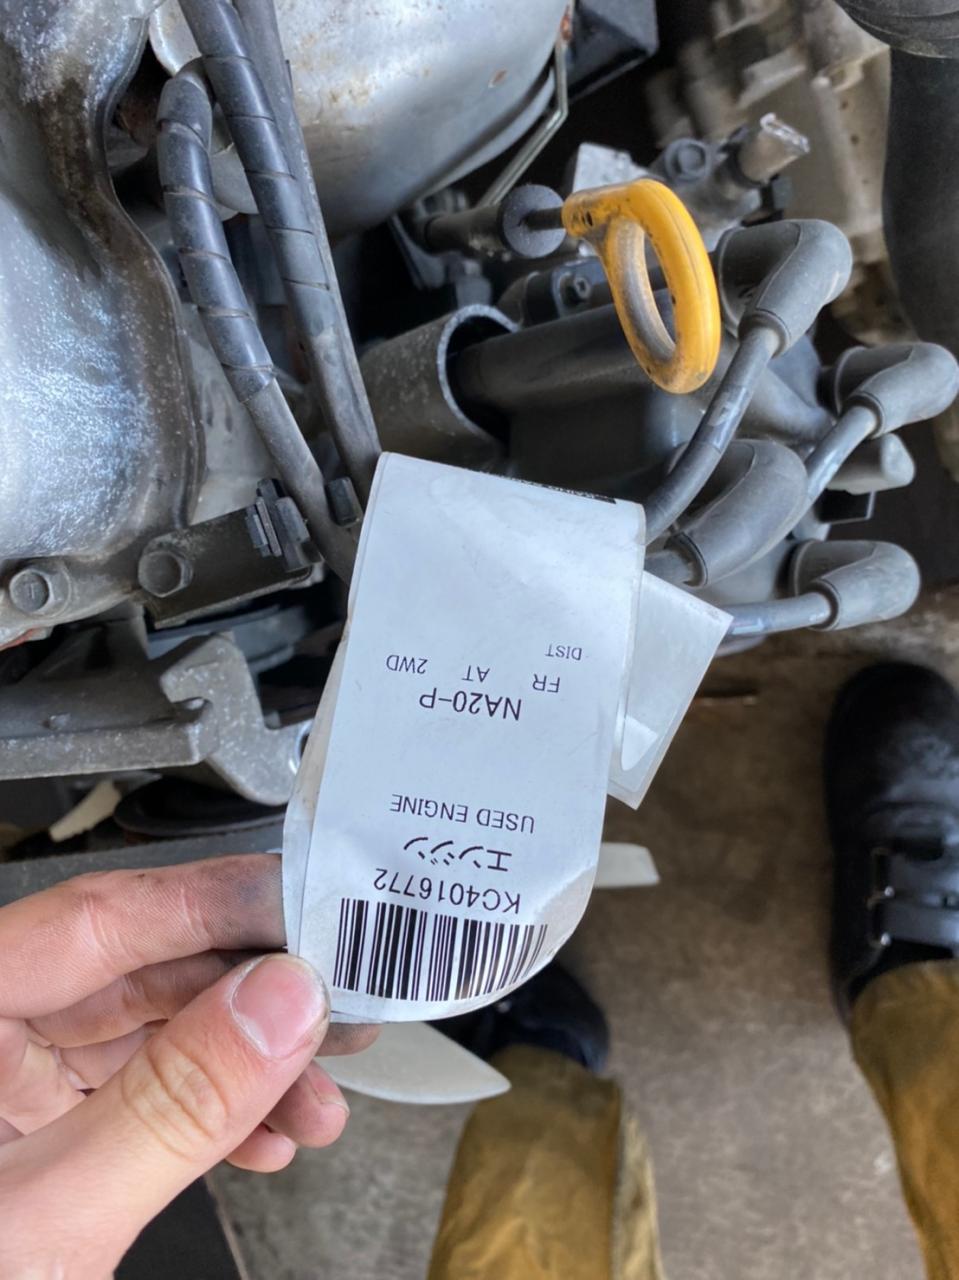 KC4016772
エンジン
USED ENGINE
NA20-P
FR AT 2WD
DIST